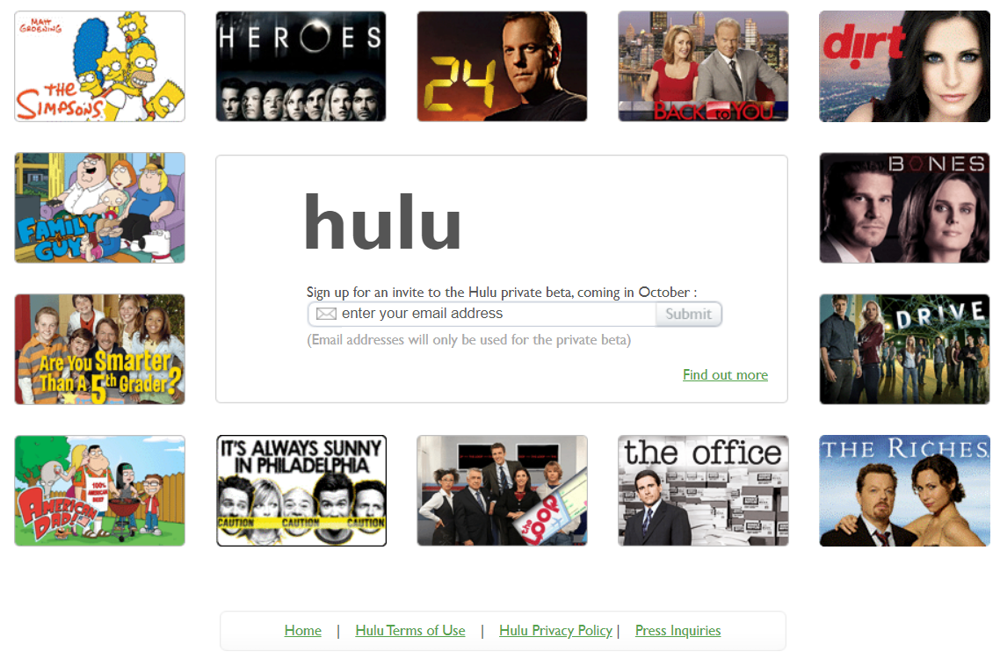 MATT
GROENING
THE
SIMPSONS
HEROES
24
BACK TO YOU
dirt
FAMILY
GUY
hulu
Sign up for an invite to the Hulu private beta, coming in October :
enter your email address
Submit
(Email addresses will only be used for the private beta)
Find out more
BONES
ARE YOU SMARTER
THAN A 5th GRADER?
DRIVE
100%
AMERICAN
AMERICAN
DAD!
IT'S ALWAYS SUNNY
IN PHILADELPHIA
CAUTION CAUTION CAUTION
the
LOOP
the office
THE RICHES
Home | Hulu Terms of Use | Hulu Privacy Policy | Press Inquiries